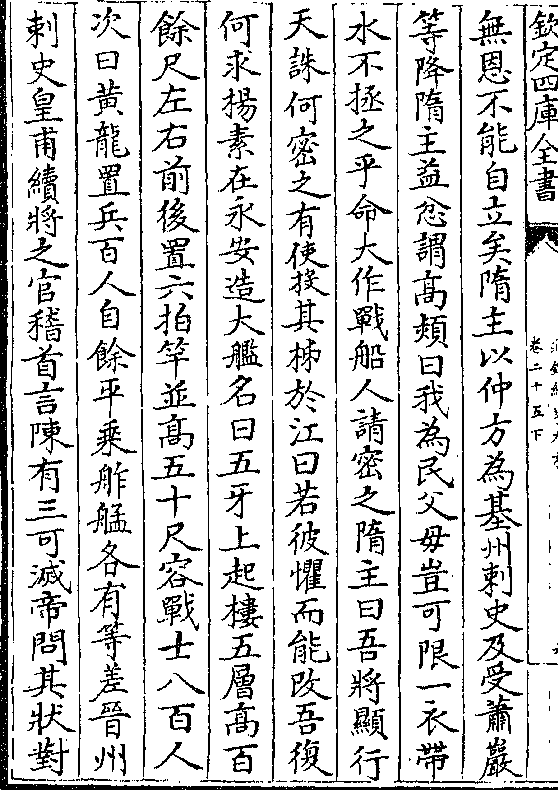 欽定四庫全書
卷二十五下
無恩不能自立矣隋主以仲方為基州刺史及受蕭巖
等降隋主益忿謂髙熲曰我為民父母豈可限一衣帶
水不拯之乎命大作戰船人請密之隋主曰吾將顯行
天誅何密之有使投其柹於江曰若彼懼而能改吾復
何求楊素在永安造大艦名曰五牙上起樓五層髙百
餘尺左右前後置六拍竿並髙五十尺容戰士八百人
次曰黃龍置兵百人自餘平乗舴艋各有等差晉州
刺史皇甫續將之官稽首言陳有三可滅帝問其狀對